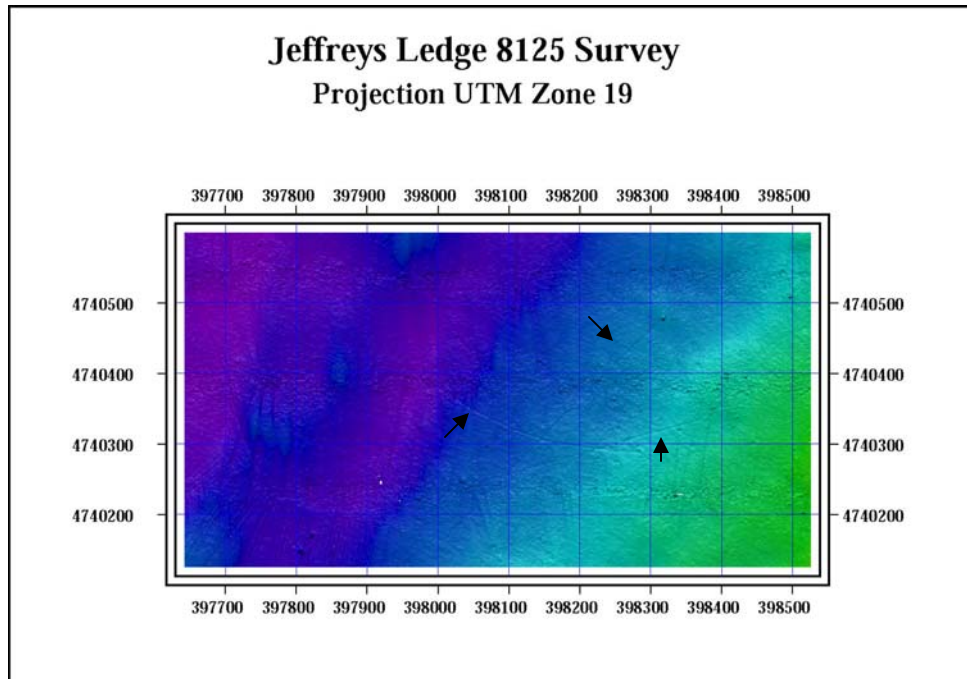 Jeffreys Ledge 8125 Survey
Projection UTM Zone 19
397700 397800 397900 398000 398100 398200 398300 398400 398500
4740500 4740500
4740400 4740400
4740300 4740300
4740200 4740200
397700 397800 397900 398000 398100 398200 398300 398400 398500